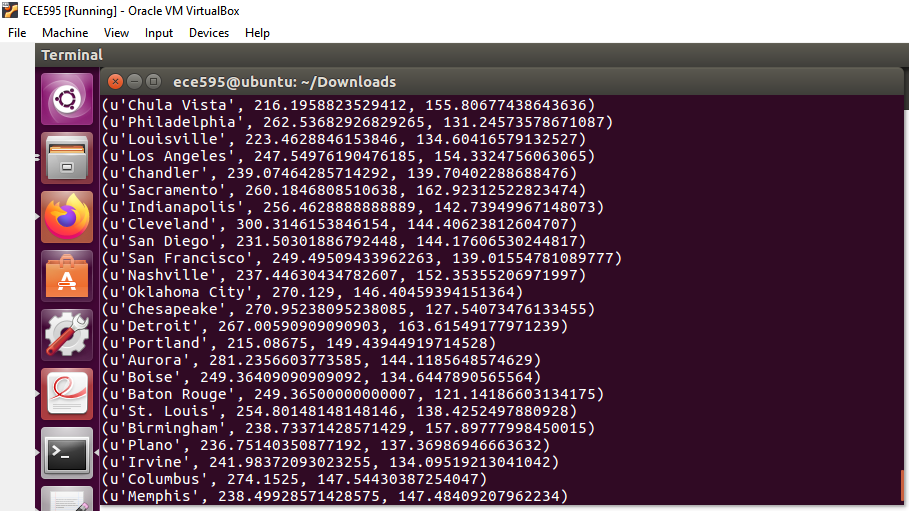 ECE595 [Running] - Oracle VM VirtualBox
File Machine View Input Devices Help
Terminal
ece595@ubuntu: ~/Downloads
(u'Chula Vista', 216.1958823529412, 155.80677438643636)
(u'Philadelphia', 262.53682926829265, 131.24573578671087)
(u'Louisville', 223.4628846153846, 134.60416579132527)
(u'Los Angeles', 247.54976190476185, 154.3324756063065)
(u'Chandler', 239.07464285714292, 139.70402288688476)
(u'Sacramento', 260.1846808510638, 162.92312522823474)
(u'Indianapolis', 256.4628888888889, 142.73949967148073)
(u'Cleveland', 300.3146153846154, 144.40623812604707)
(u'San Diego', 231.50301886792448, 144.17606530244817)
(u'San Francisco', 249.49509433962263, 139.01554781089777)
(u'Nashville', 237.44630434782607, 152.35355206971997)
(u'Oklahoma City', 270.129, 146.40459394151364)
(u'Chesapeake', 270.95238095238085, 127.54073476133455)
(u'Detroit', 267.00590909090903, 163.61549177971239)
(u'Portland', 215.08675, 149.43944919714528)
(u'Aurora', 281.2356603773585, 144.1185648574629)
(u'Boise', 249.36409090909092, 134.6447890565564)
(u'Baton Rouge', 249.36500000000007, 121.14186603134175)
(u'St. Louis', 254.80148148148146, 138.4252497880928)
(u'Birmingham', 238.73371428571429, 157.89777998450015)
(u'Plano', 236.75140350877192, 137.36986946663632)
(u'Irvine', 241.98372093023255, 134.09519213041042)
(u'Columbus', 274.1525, 147.54430387254047)
(u'Memphis', 238.49928571428575, 147.48409207962234)